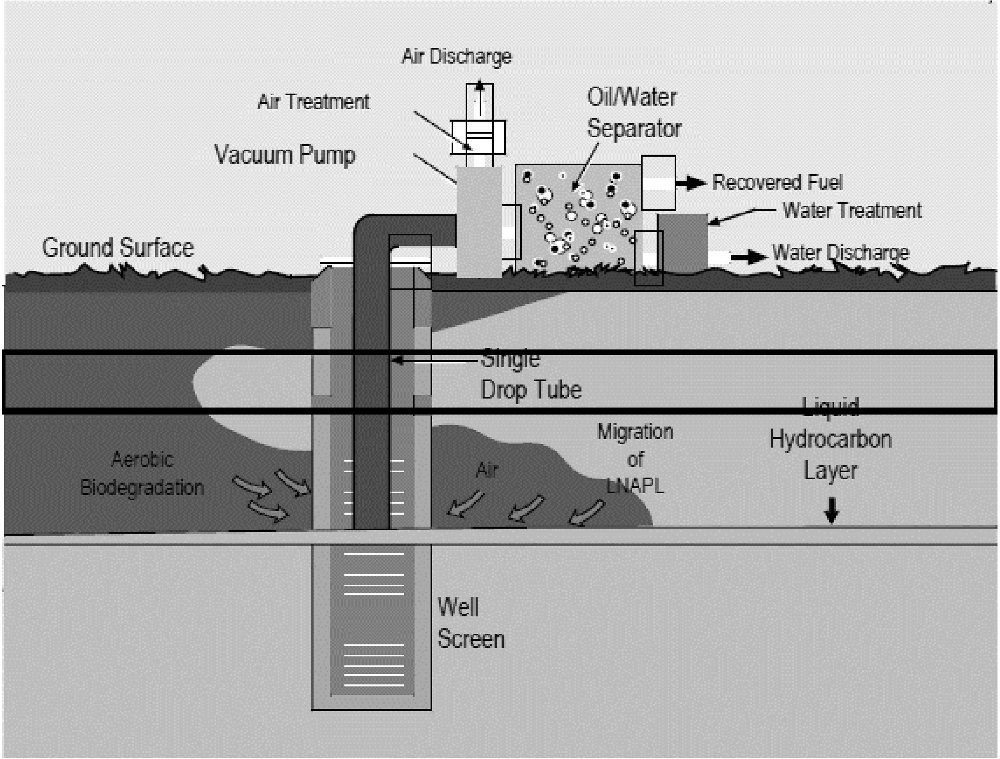 Air Discharge
Air Treatment
Oil/Water
Separator
Vacuum Pump
Recovered Fuel
Water Treatment
Ground Surface
Water Discharge
Single
Drop Tube
Liquid
Hydrocarbon
Layer
Migration
of
LNAPL
Aerobic
Biodegradation
Air
Well
Screen